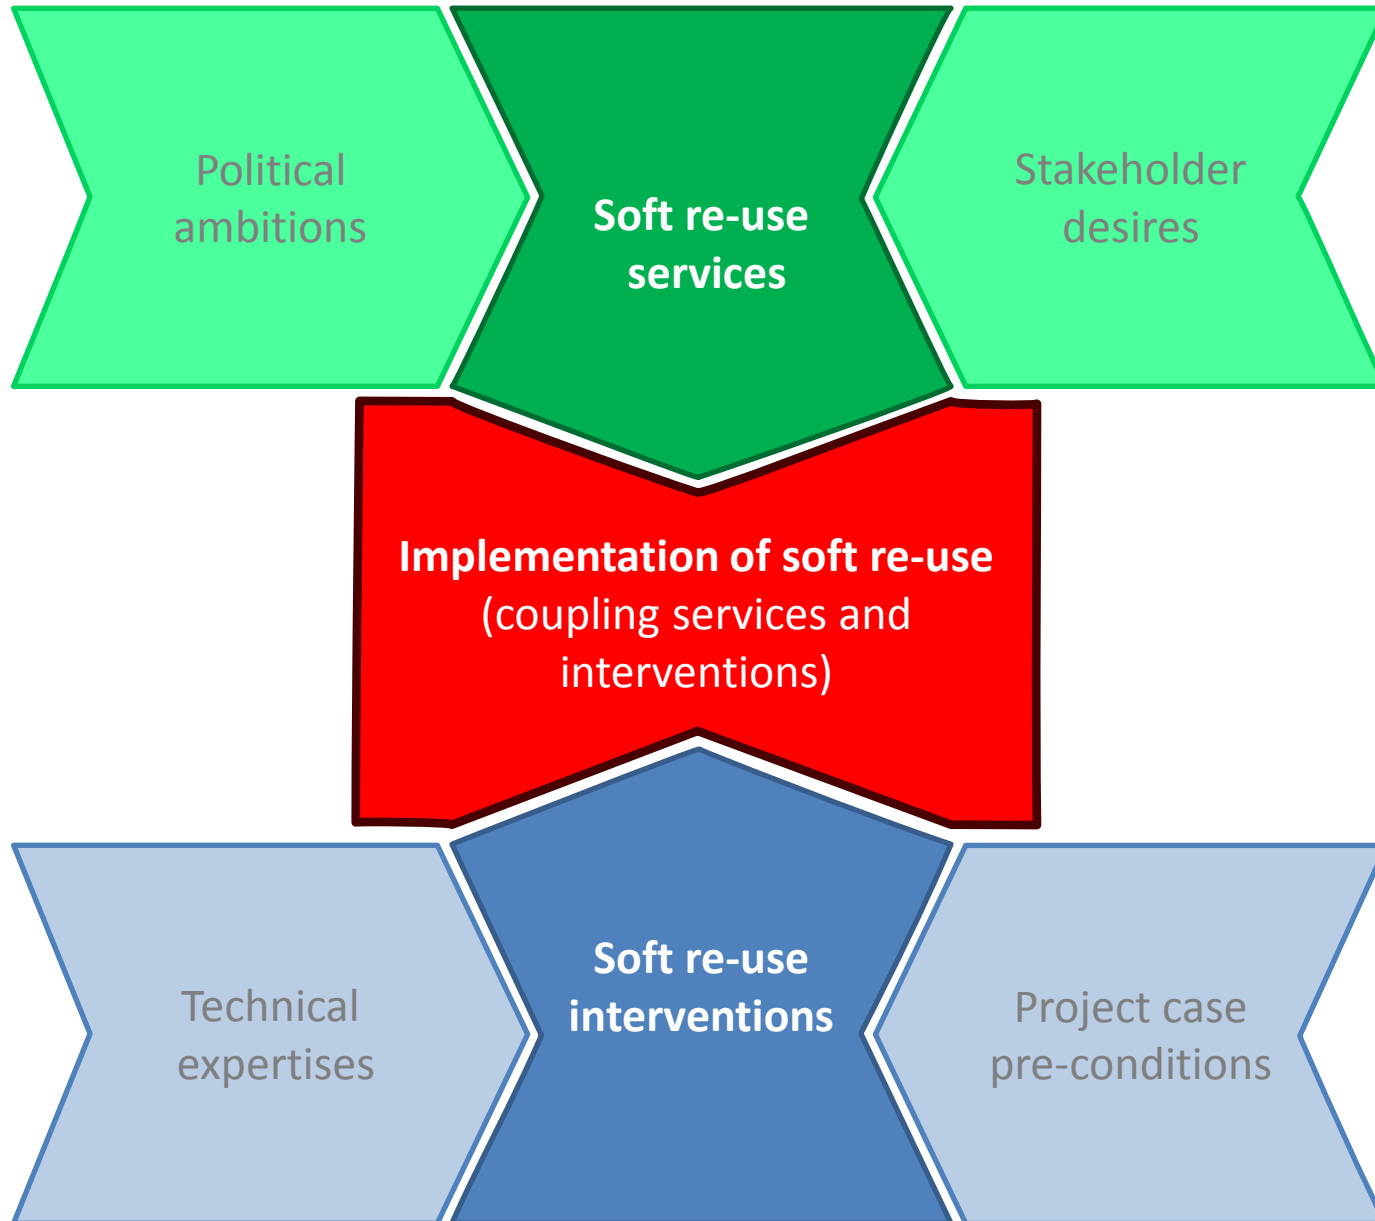 Political
ambitions
Soft re-use
services
Stakeholder
desires
Implementation of soft re-use
(coupling services and
interventions)
Technical
expertises
Soft re-use
interventions
Project case
pre-conditions